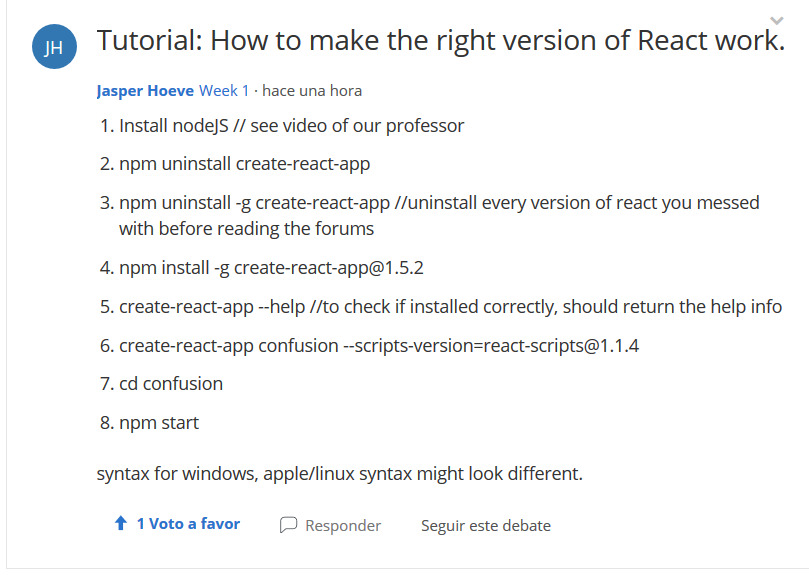 JH
Tutorial: How to make the right version of React work.
Jasper Hoeve Week 1 · hace una hora
1. Install nodeJS // see video of our professor
2. npm uninstall create-react-app
3. npm uninstall -g create-react-app //uninstall every version of react you messed
with before reading the forums
4. npm install -g create-react-app@1.5.2
5. create-react-app --help //to check if installed correctly, should return the help info
6. create-react-app confusion --scripts-version=react-scripts@1.1.4
7. cd confusion
8. npm start
syntax for windows, apple/linux syntax might look different.
1 Voto a favor Responder Seguir este debate